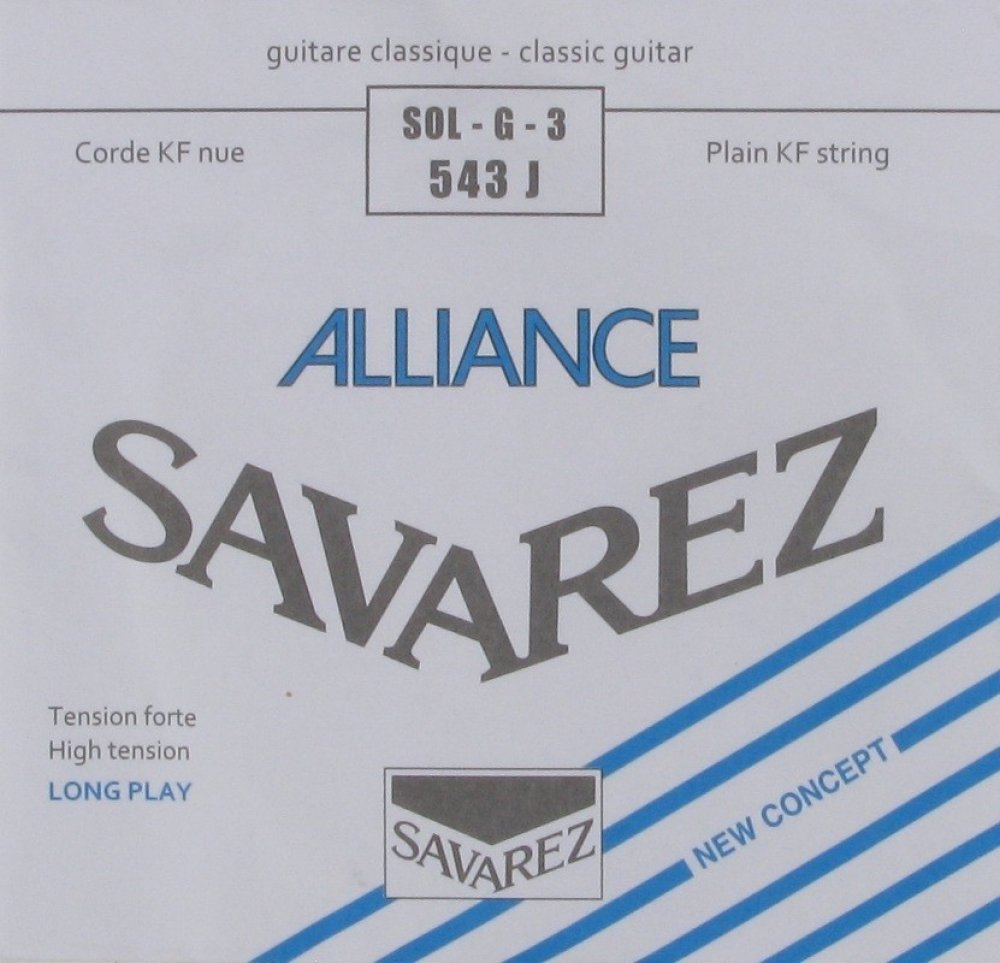 guitare classique - classic guitar
SOL - G - 3
543 J
Corde KF nue
Plain KF string
ALLIANCE
SAVAREZ
Tension forte
High tension
LONG PLAY
NEW CONCEPT
SAVAREZ